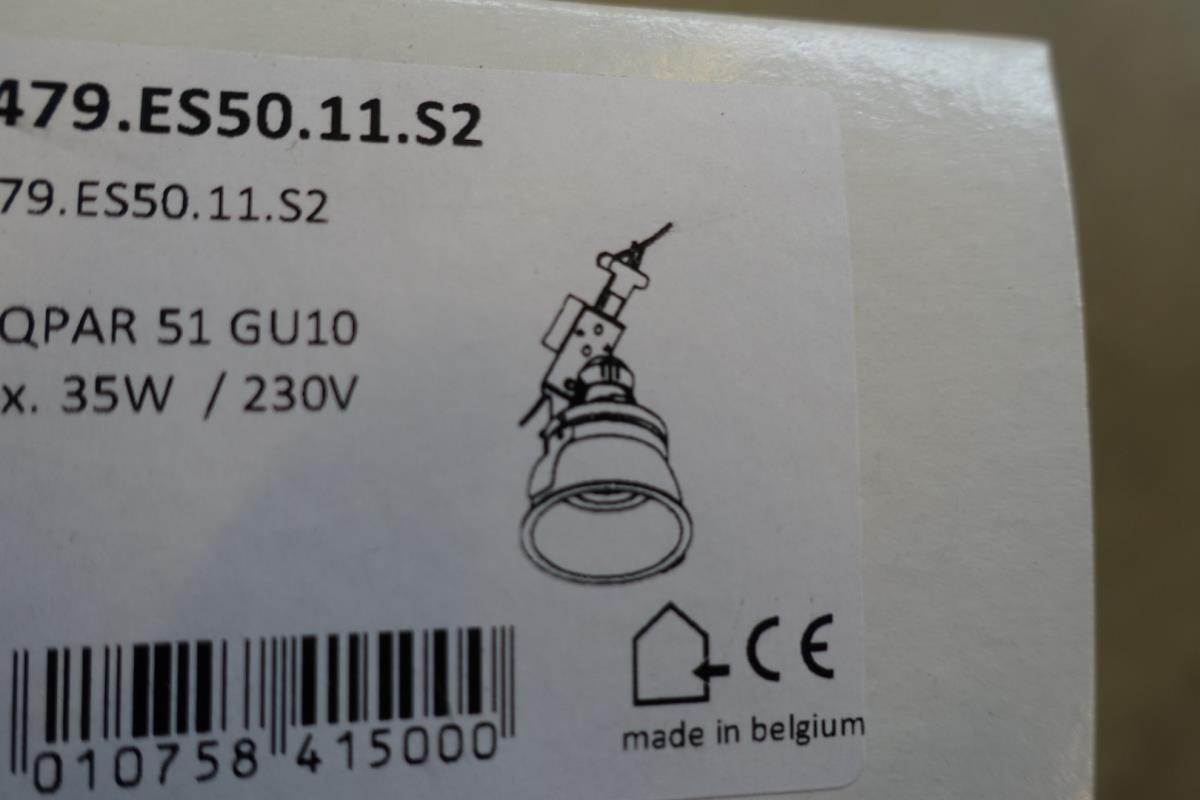 479.ES50.11.S2
79.ES50.11.S2
QPAR 51 GU10
x. 35W / 230V
010758 415000
CE
made in belgium